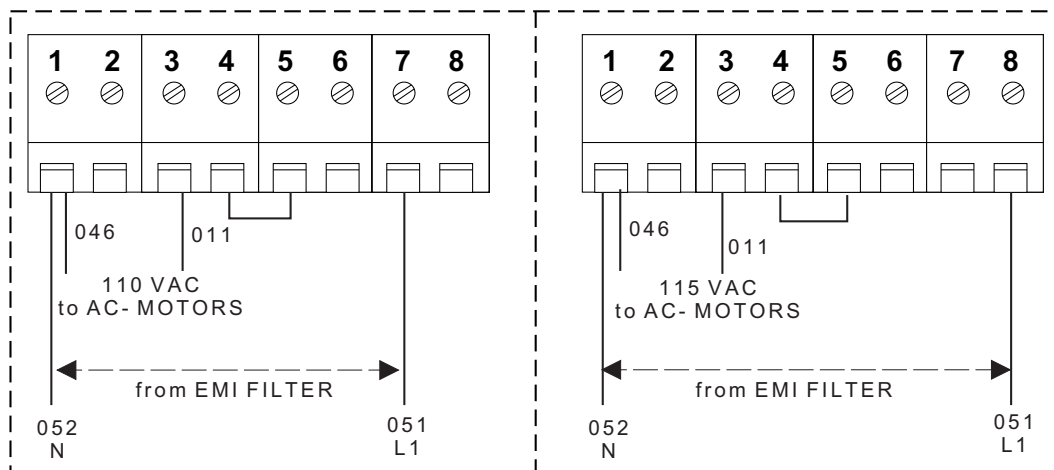 1 2 3 4 5 6 7 8
046
011
110 VAC
to AC- MOTORS
from EMI FILTER
052
N
051
L1
1 2 3 4 5 6 7 8
046
011
115 VAC
to AC- MOTORS
from EMI FILTER
052
N
051
L1